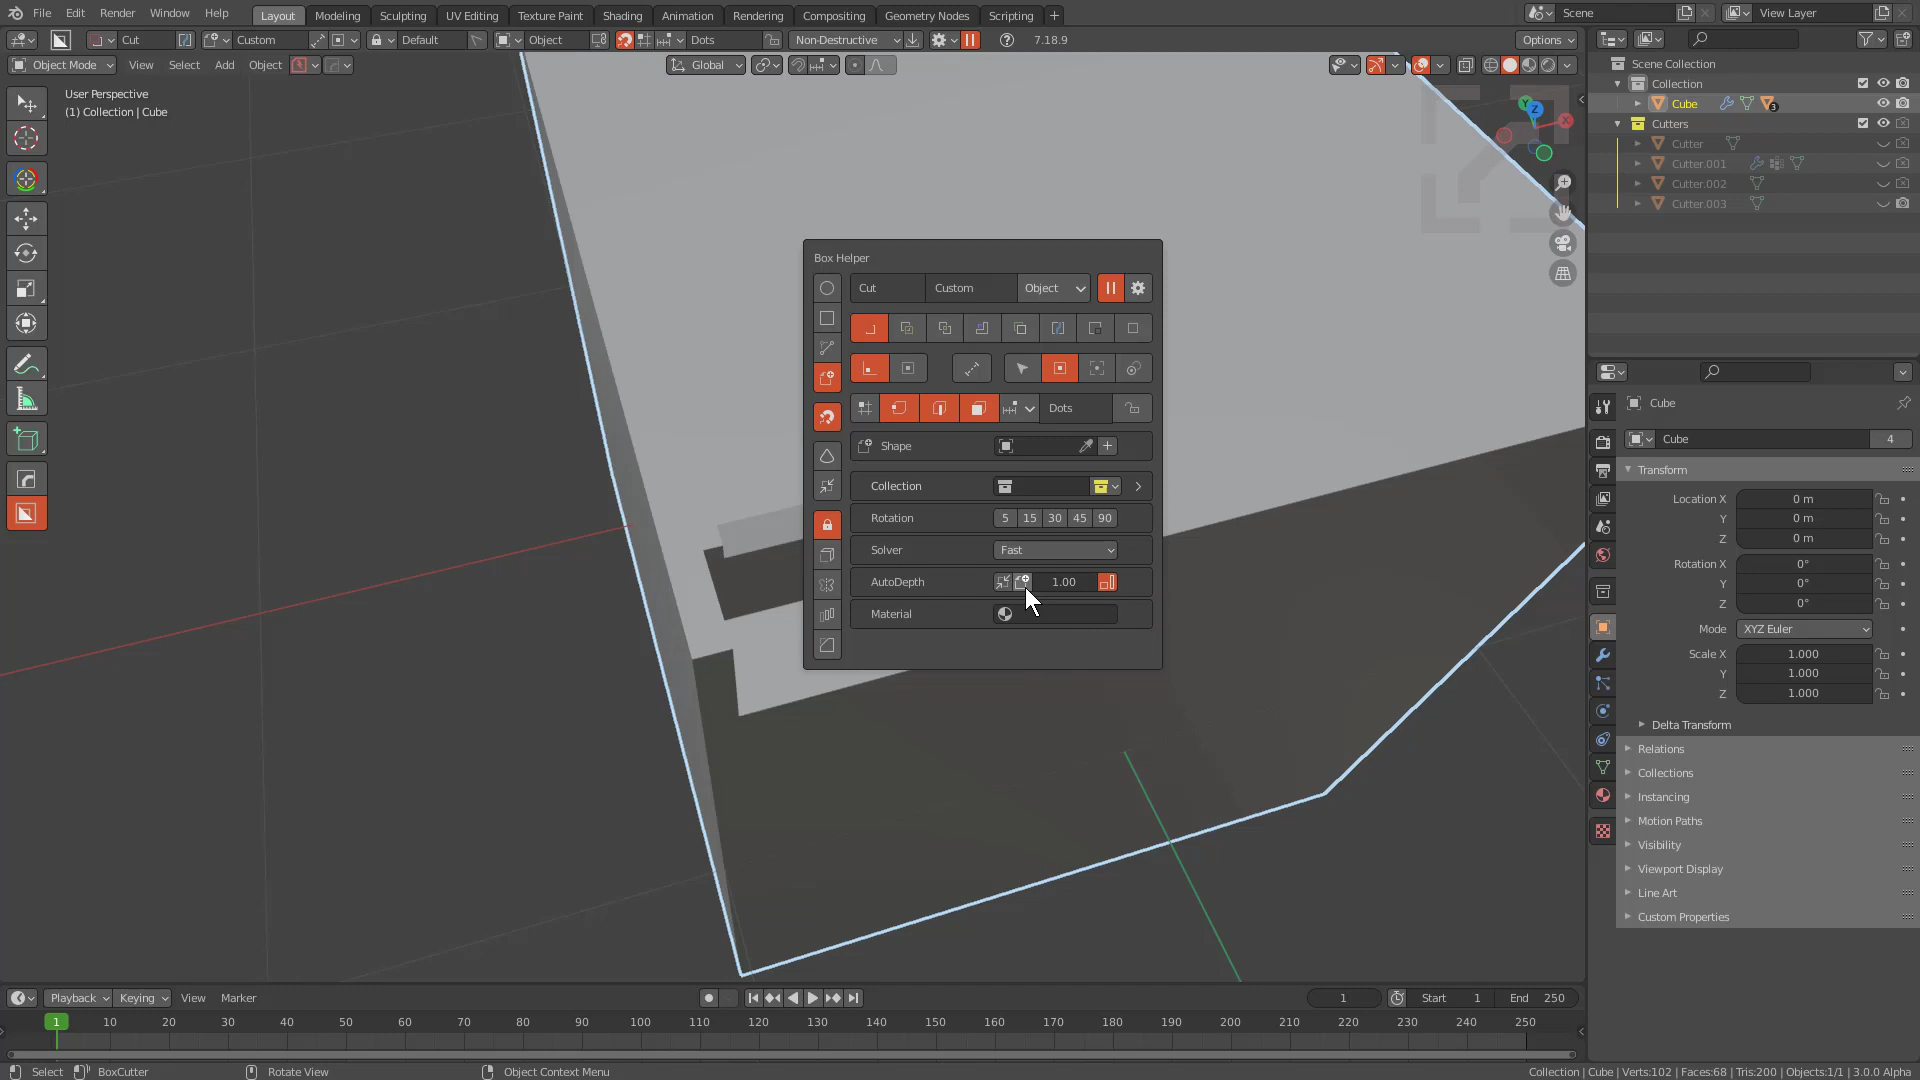 File Edit Render Window Help Layout Modeling Sculpting UV Editing Texture Paint Shading Animation Rendering Compositing Geometry Nodes Scripting + Scene View Layer
Cut Custom Default Object Dots Non-Destructive 7.18.9 Options
Object Mode View Select Add Object Global
User Perspective
(1) Collection | Cube
Y
Z
X
Scene Collection
Collection
Cube 3
Cutters
Cutter
Cutter.001
Cutter.002
Cutter.003
Box Helper
Cut Custom Object
Dots
Shape
Collection
Rotation 5 15 30 45 90
Solver Fast
AutoDepth 1.00
Material
Cube
Cube 4
Transform
Location X 0 m
Y 0 m
Z 0 m
Rotation X 0°
Y 0°
Z 0°
Mode XYZ Euler
Scale X 1.000
Y 1.000
Z 1.000
Delta Transform
Relations
Collections
Instancing
Motion Paths
Visibility
Viewport Display
Line Art
Custom Properties
Playback Keying View Marker 1 Start 1 End 250
1 10 20 30 40 50 60 70 80 90 100 110 120 130 140 150 160 170 180 190 200 210 220 230 240 250
Select BoxCutter Rotate View Object Context Menu Collection | Cube | Verts:102 | Faces:68 | Tris:200 | Objects:1/1 | 3.0.0 Alpha